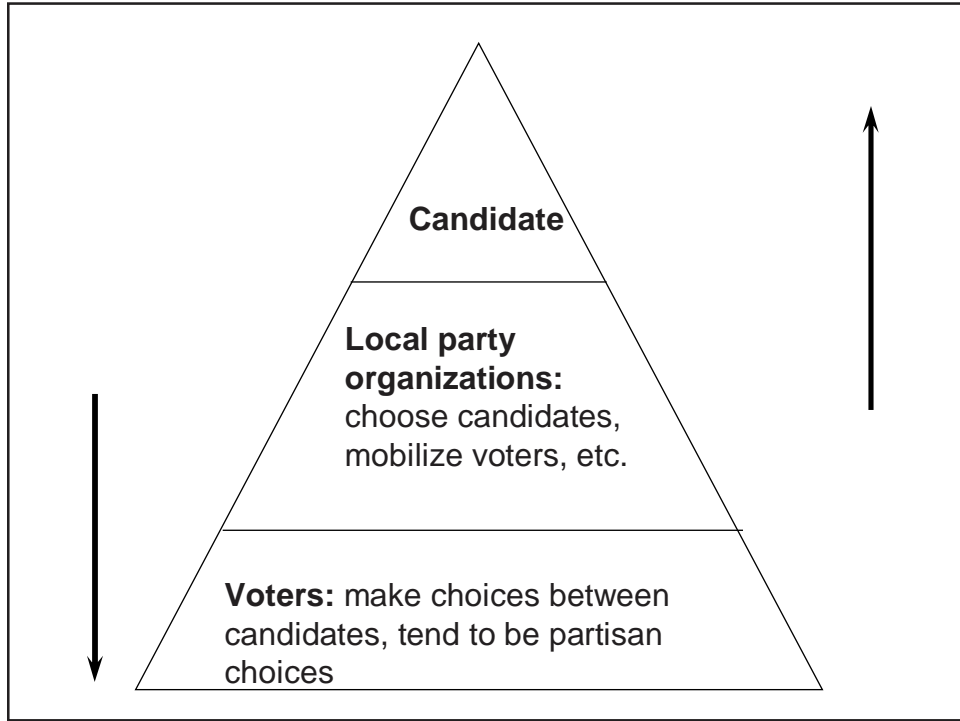 Candidate
Local party
organizations:
choose candidates,
mobilize voters, etc.
Voters: make choices between
candidates, tend to be partisan
choices